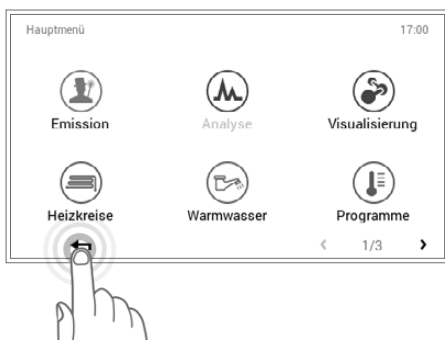 Hauptmenü 17:00
Emission Analyse Visualisierung
Heizkreise Warmwasser Programme
1/3